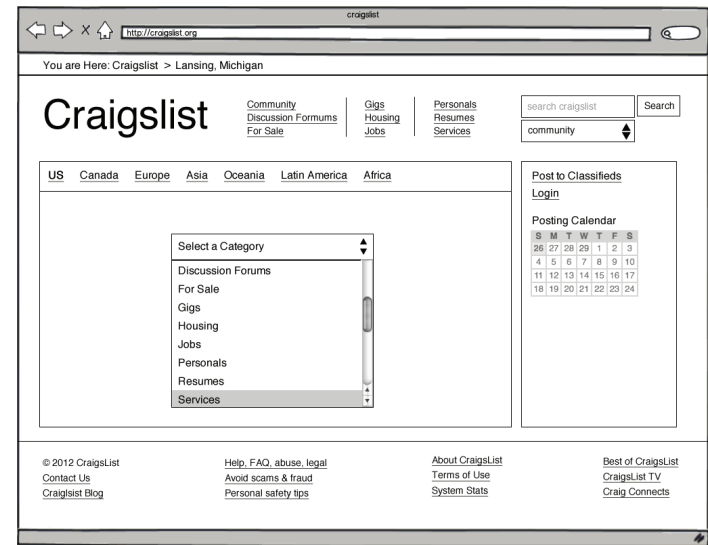 craigslist
http://craigslist.org
You are Here: Craigslist > Lansing, Michigan
Craigslist
Community
Discussion Formums
For Sale
Gigs
Housing
Jobs
Personals
Resumes
Services
search craigslist
Search
community
US Canada Europe Asia Oceania Latin America Africa
Select a Category
Discussion Forums
For Sale
Gigs
Housing
Jobs
Personals
Resumes
Services
Post to Classifieds
Login
Posting Calendar
S M T W T F S
26 27 28 29 1 2 3
4 5 6 7 8 9 10
11 12 13 14 15 16 17
18 19 20 21 22 23 24
© 2012 CraigsList
Contact Us
Craiglsist Blog
Help, FAQ, abuse, legal
Avoid scams & fraud
Personal safety tips
About CraigsList
Terms of Use
System Stats
Best of CraigsList
CraigsList TV
Craig Connects